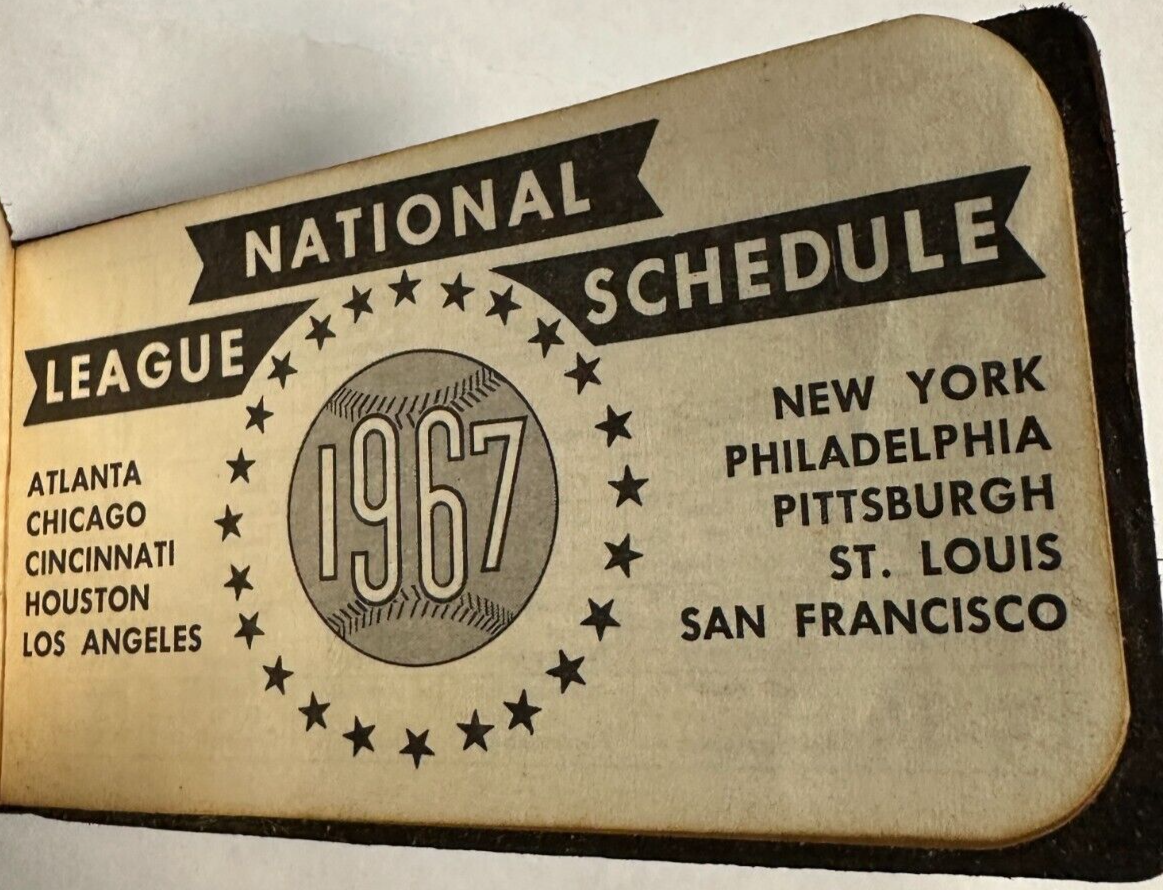 NATIONAL
LEAGUE
SCHEDULE
1967
ATLANTA
CHICAGO
CINCINNATI
HOUSTON
LOS ANGELES
NEW YORK
PHILADELPHIA
PITTSBURGH
ST. LOUIS
SAN FRANCISCO